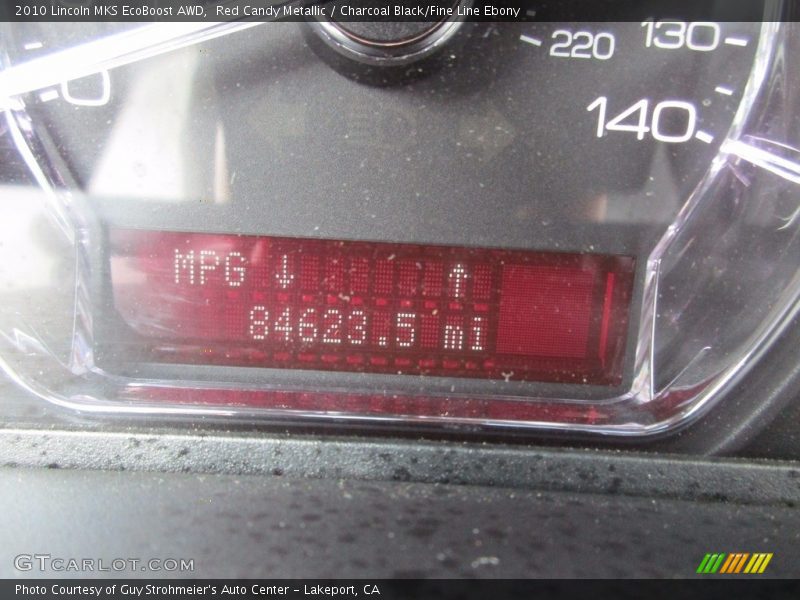 2010 Lincoln MKS EcoBoost AWD,  Red Candy Metallic / Charcoal Black/Fine Line Ebony
0
220
130
140
MPG ↓ ↑
84623.5 mi
GTCARLOT.COM
Photo Courtesy of Guy Strohmeier's Auto Center - Lakeport, CA